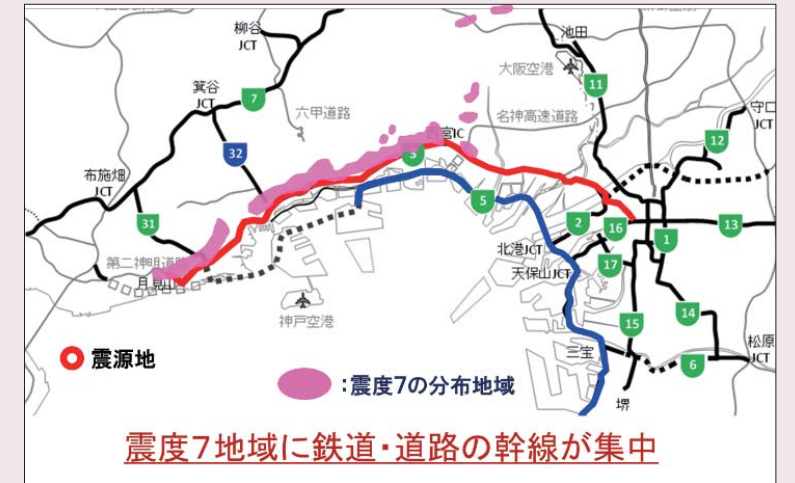 柳谷
JCT
池田
大阪空港
11
箕谷
JCT
7
六甲道路
名神高速道路
守口
JCT
12
32
西宮IC
3
布施畑
JCT
31
5
2
16
13
1
北港JCT
天保山JCT
17
第二神明道路
月見山
神戸空港
14
15
三宝
松原
JCT
6
堺
震源地
:震度7の分布地域
震度7地域に鉄道・道路の幹線が集中